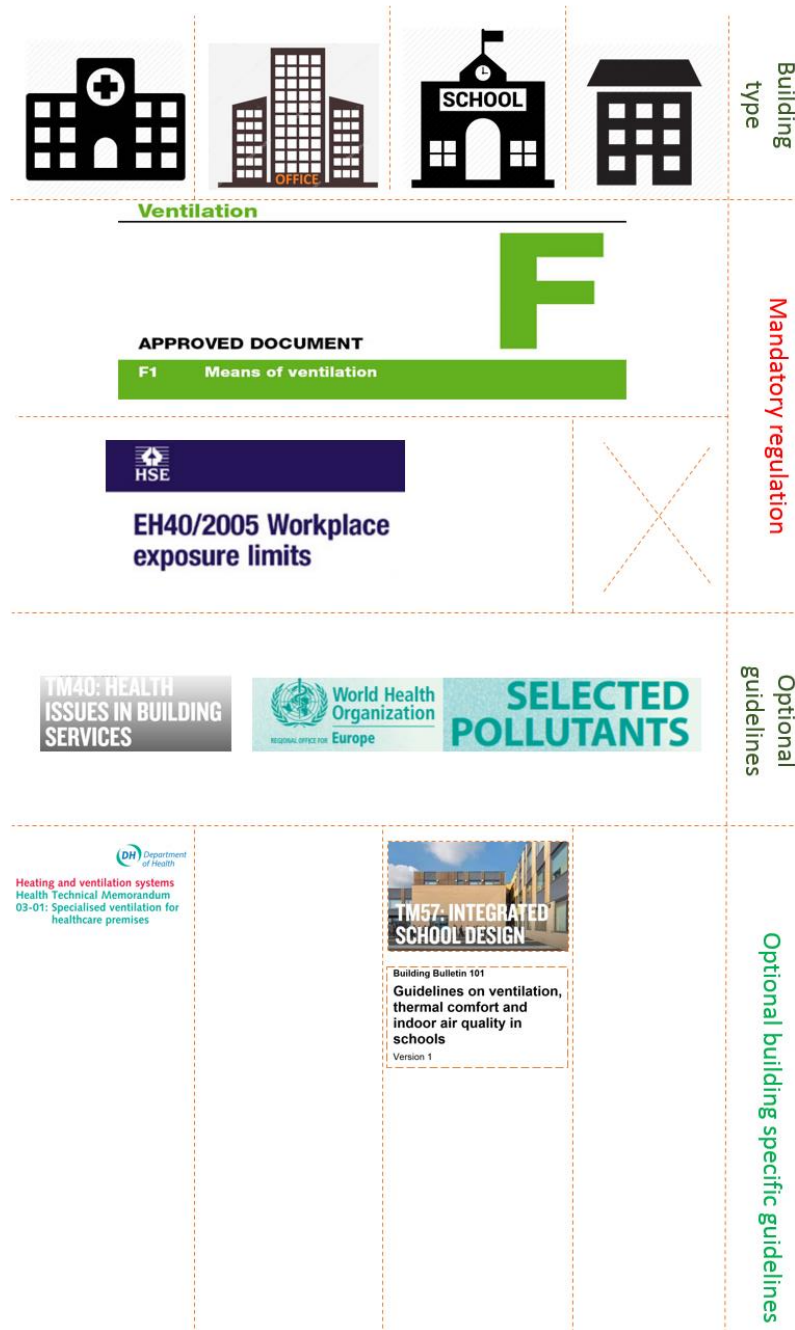 Building
type
SCHOOL
OFFICE
Ventilation
F
APPROVED DOCUMENT
F1 Means of ventilation
Mandatory regulation
HSE
EH40/2005 Workplace
exposure limits
Optional
guidelines
TM40: HEALTH
ISSUES IN BUILDING
SERVICES
World Health
Organization
REGIONAL OFFICE FOR Europe
SELECTED
POLLUTANTS
Optional building specific guidelines
DH Department
of Health
Heating and ventilation systems
Health Technical Memorandum
03-01: Specialised ventilation for
healthcare premises
TM57: INTEGRATED
SCHOOL DESIGN
Building Bulletin 101
Guidelines on ventilation,
thermal comfort and
indoor air quality in
schools
Version 1